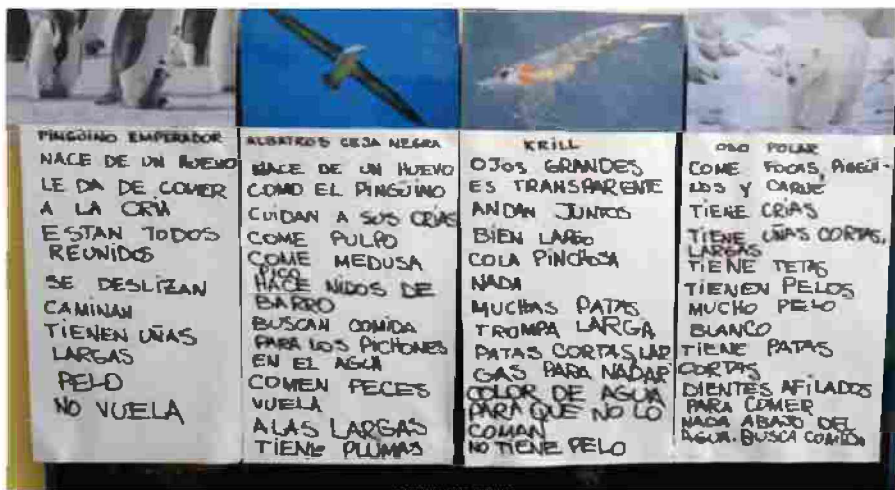 PINGÜINO EMPERADOR
NACE DE UN HUEVO
LE DA DE COMER
A LA CRIA
ESTAN TODOS
REUNIDOS
SE DESLIZAN
CAMINAN
TIENEN UÑAS
LARGAS
PELO
NO VUELA
ALBATROS CEJA NEGRA
NACE DE UN HUEVO
COMO EL PINGÜINO
CUIDAN A SUS CRÍAS
COME PULPO
COME MEDUSA
PICO
HACE NIDOS DE
BARRO
BUSCAN COMIDA
PARA LOS PICHONES
EN EL AGUA
COMEN PECES
VUELA
ALAS LARGAS
TIENE PLUMAS
KRILL
OJOS GRANDES
ES TRANSPARENTE
ANDAN JUNTOS
BIEN LARGO
COLA PINCHOSA
NADA
MUCHAS PATAS
TROMPA LARGA
PATAS CORTAS, LAR
GAS PARA NADAR
COLOR DE AGUA
PARA QUE NO LO
COMAN
NO TIENE PELO
OSO POLAR
COME FOCAS, PINGÜI-
NOS Y CARNE
TIENE CRÍAS
TIENE UÑAS CORTAS,
LARGAS
TIENE TETAS
TIENEN PELOS
MUCHO PELO
BLANCO
TIENE PATAS
CORTAS
DIENTES AFILADOS
PARA COMER
NADA ABAJO DEL
AGUA. BUSCA COMIDA